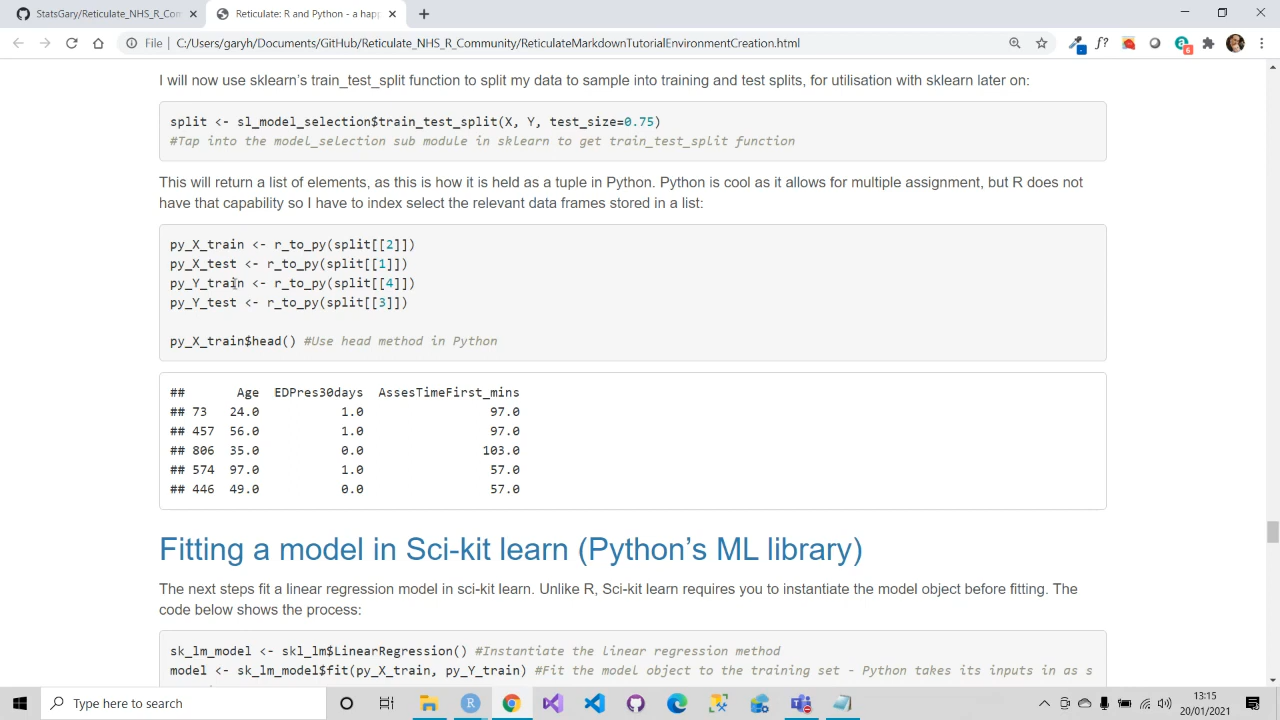 StatsGary/Reticulate_NHS_R_Com
Reticulate: R and Python - a happ
File
C:/Users/garyh/Documents/GitHub/Reticulate_NHS_R_Community/ReticulateMarkdownTutorialEnvironmentCreation.html
f?
6
I will now use sklearn’s train_test_split function to split my data to sample into training and test splits, for utilisation with sklearn later on:
split <- sl_model_selection$train_test_split(X, Y, test_size=0.75)
#Tap into the model_selection sub module in sklearn to get train_test_split function
This will return a list of elements, as this is how it is held as a tuple in Python. Python is cool as it allows for multiple assignment, but R does not
have that capability so I have to index select the relevant data frames stored in a list:
py_X_train <- r_to_py(split[[2]])
py_X_test <- r_to_py(split[[1]])
py_Y_train <- r_to_py(split[[4]])
py_Y_test <- r_to_py(split[[3]])
py_X_train$head() #Use head method in Python
## Age EDPres30days AssesTimeFirst_mins
## 73 24.0 1.0 97.0
## 457 56.0 1.0 97.0
## 806 35.0 0.0 103.0
## 574 97.0 1.0 57.0
## 446 49.0 0.0 57.0
Fitting a model in Sci-kit learn (Python’s ML library)
The next steps fit a linear regression model in sci-kit learn. Unlike R, Sci-kit learn requires you to instantiate the model object before fitting. The
code below shows the process:
sk_lm_model <- skl_lm$LinearRegression() #Instantiate the linear regression method
model <- sk_lm_model$fit(py_X_train, py_Y_train) #Fit the model object to the training set - Python takes its inputs in as s
Type here to search
13:15
20/01/2021